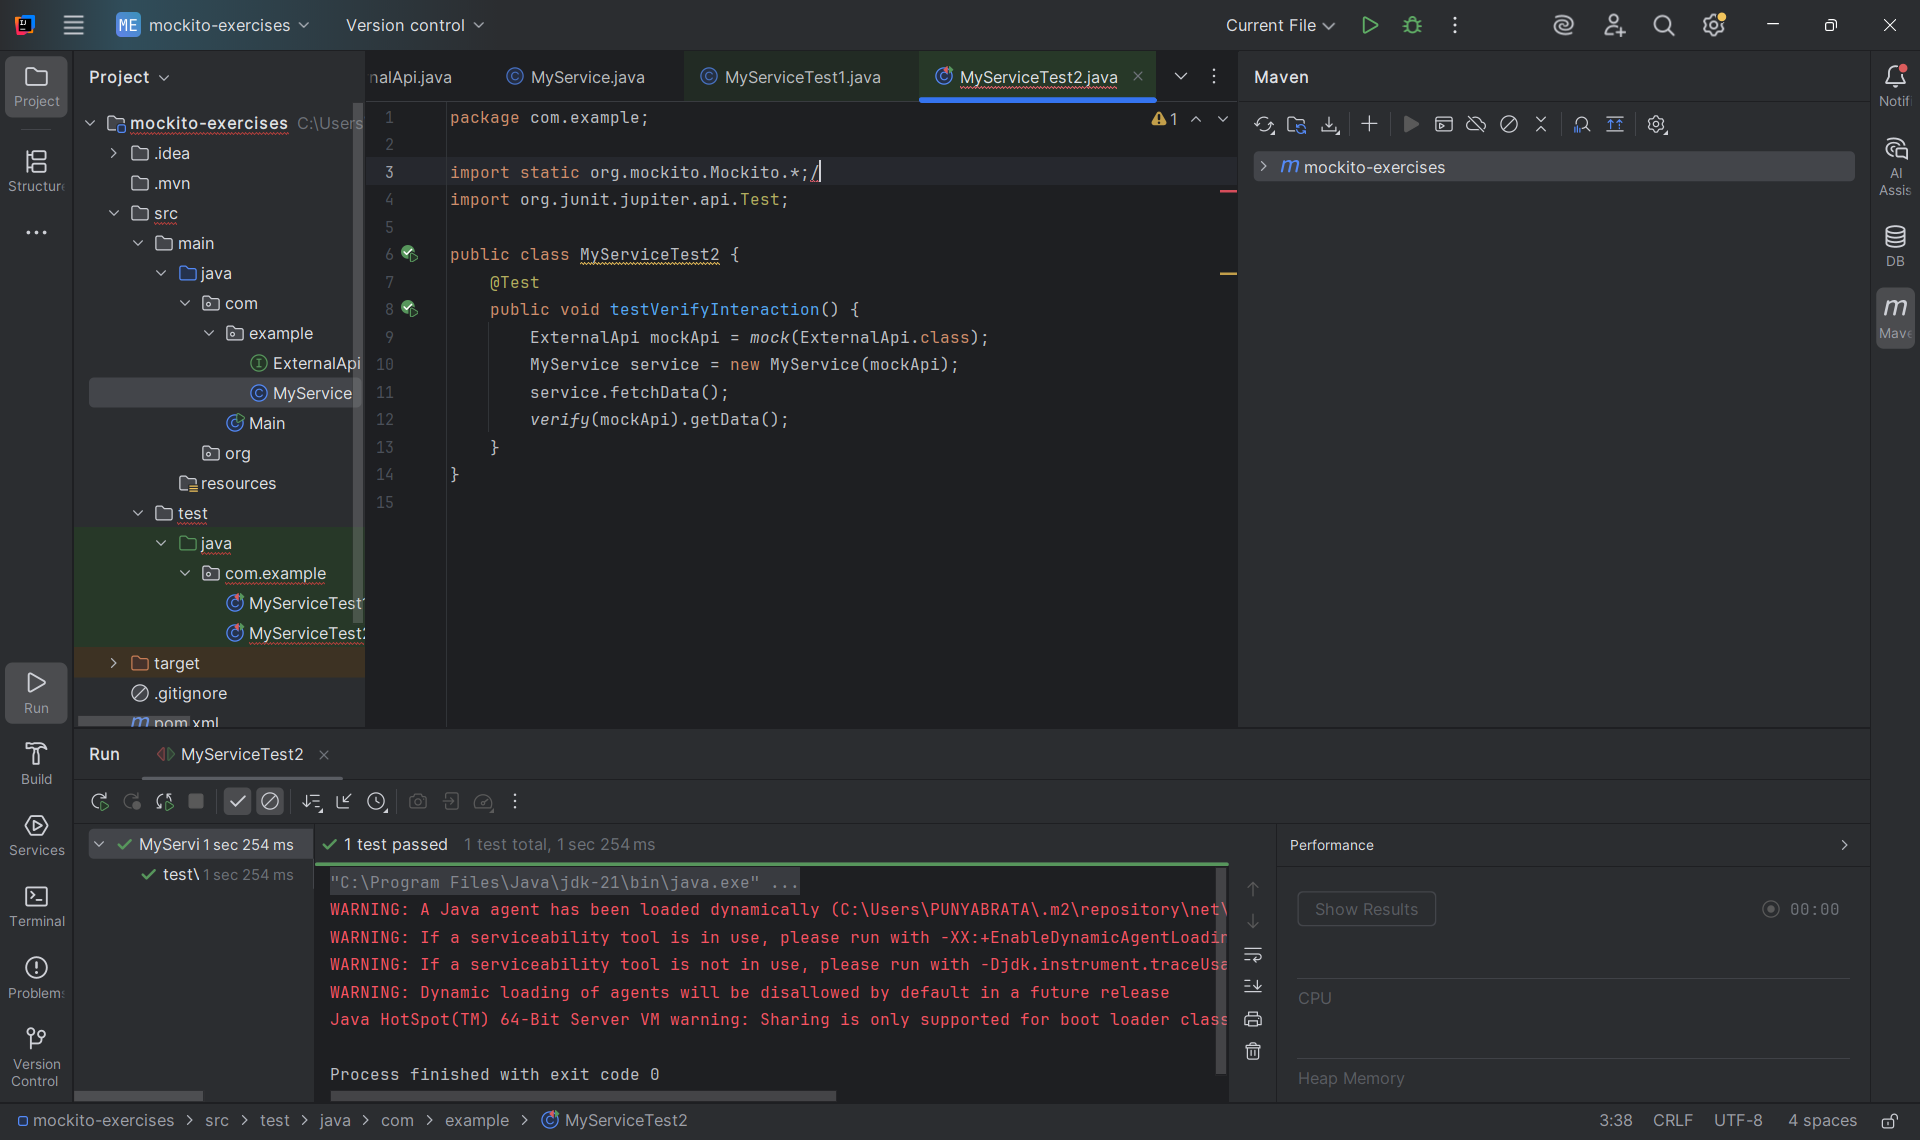 ME mockito-exercises Version control Current File
Project
Structure
Project
mockito-exercises C:\Users
.idea
.mvn
src
main
java
com
example
ExternalApi
MyService
Main
org
resources
test
java
com.example
MyServiceTest1
MyServiceTest2
target
.gitignore
pom.xml
nalApi.java MyService.java MyServiceTest1.java MyServiceTest2.java
1 package com.example;
2
3 import static org.mockito.Mockito.*;/
4 import org.junit.jupiter.api.Test;
5
6 public class MyServiceTest2 {
7 @Test
8 public void testVerifyInteraction() {
9 ExternalApi mockApi = mock(ExternalApi.class);
10 MyService service = new MyService(mockApi);
11 service.fetchData();
12 verify(mockApi).getData();
13 }
14 }
15
1
Maven
m mockito-exercises
Notifi
AI
Assis
DB
m
Mave
Run
Build
Services
Terminal
Problems
Version
Control
Run MyServiceTest2
MyServi 1 sec 254 ms
test\ 1 sec 254 ms
1 test passed 1 test total, 1 sec 254 ms
"C:\Program Files\Java\jdk-21\bin\java.exe" ...
WARNING: A Java agent has been loaded dynamically (C:\Users\PUNYABRATA\.m2\repository\net\
WARNING: If a serviceability tool is in use, please run with -XX:+EnableDynamicAgentLoadin
WARNING: If a serviceability tool is not in use, please run with -Djdk.instrument.traceUsa
WARNING: Dynamic loading of agents will be disallowed by default in a future release
Java HotSpot(TM) 64-Bit Server VM warning: Sharing is only supported for boot loader class
Process finished with exit code 0
Performance
Show Results 00:00
CPU
Heap Memory
mockito-exercises > src > test > java > com > example > MyServiceTest2
3:38 CRLF UTF-8 4 spaces